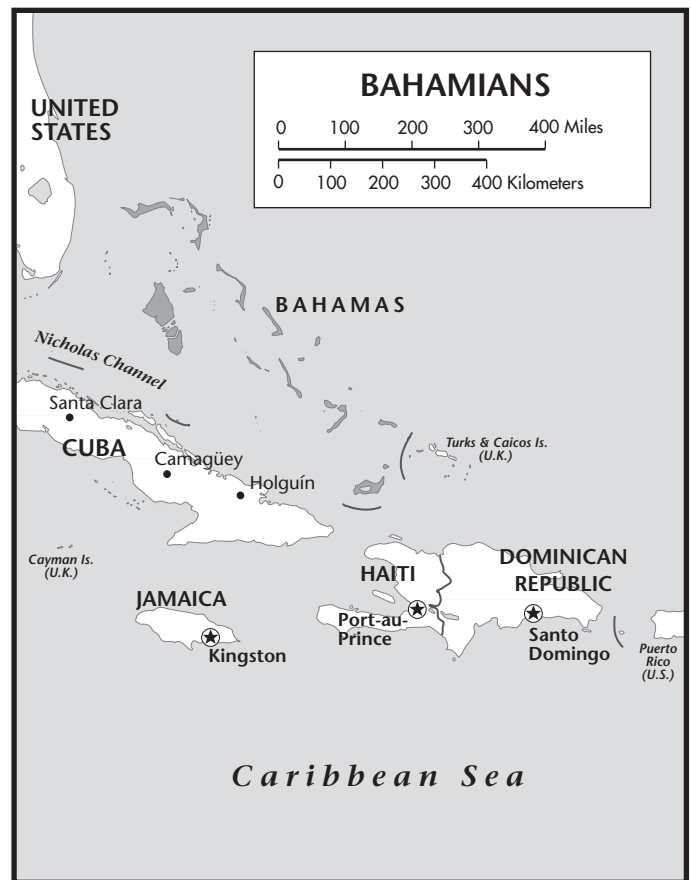 BAHAMIANS
0 100 200 300 400 Miles
0 100 200 300 400 Kilometers
UNITED
STATES
BAHAMAS
Nicholas Channel
Santa Clara
CUBA
Camagüey
Holguín
Turks & Caicos Is.
(U.K.)
Cayman Is.
(U.K.)
JAMAICA
Kingston
HAITI
Port-au-
Prince
DOMINICAN
REPUBLIC
Santo
Domingo
Puerto
Rico
(U.S.)
Caribbean Sea